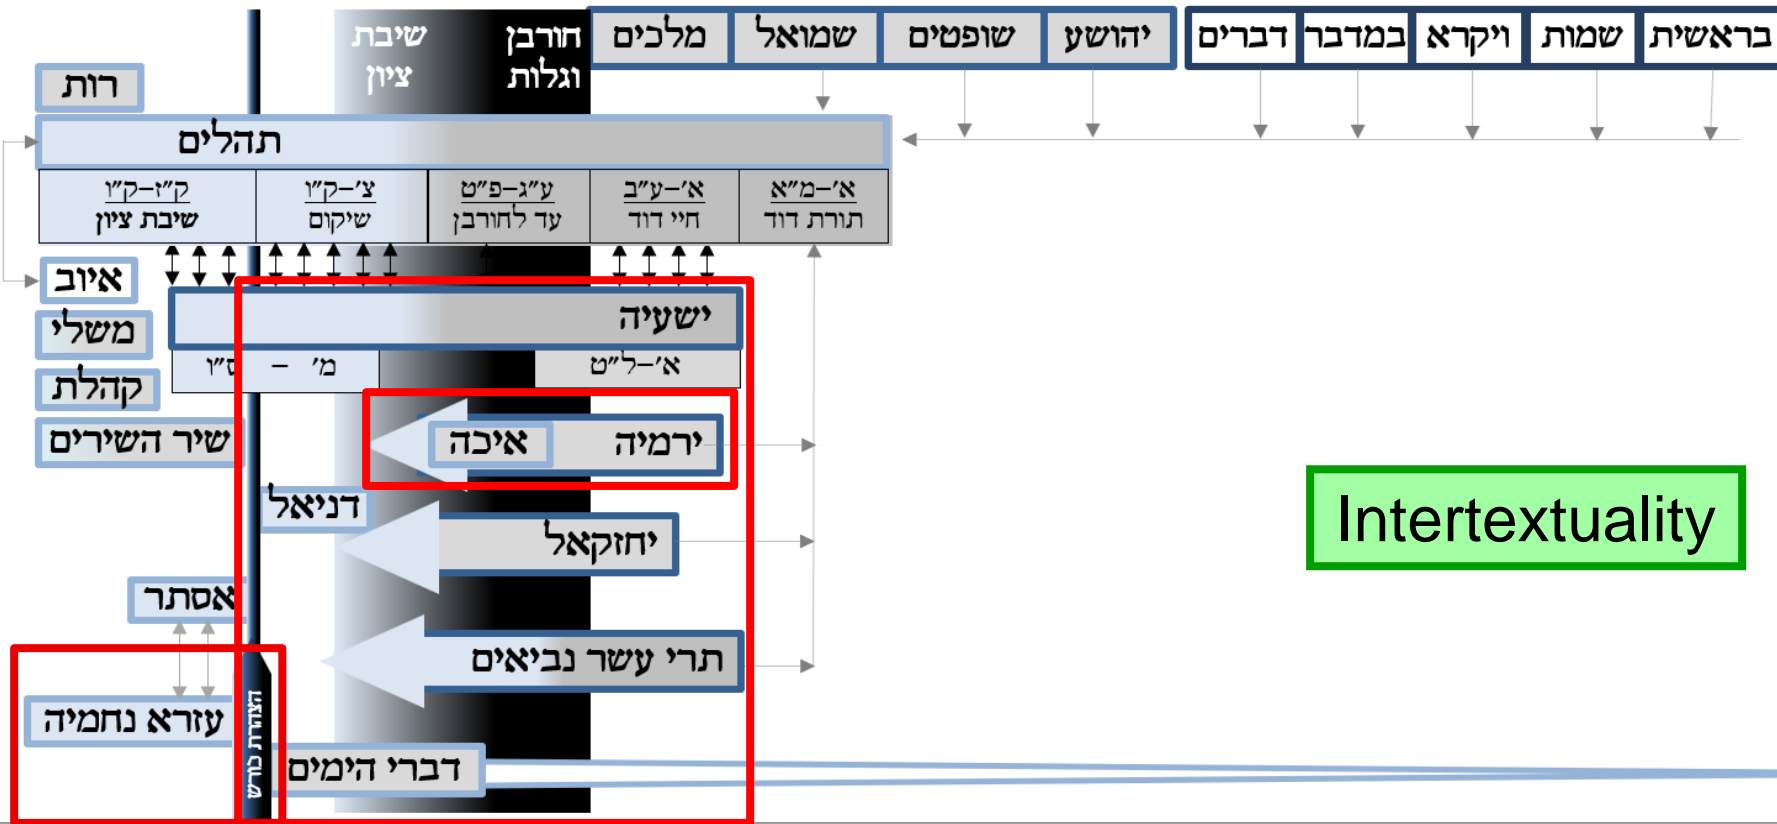 בראשית
שמות
ויקרא
במדבר
דברים
יהושע
שופטים
שמואל
מלכים
חורבן
וגלות
שיבת
ציון
רות
תהלים
א׳–מ״א
תורת דוד
א׳–ע״ב
חיי דוד
ע״ג–פ״ט
עד לחורבן
צ׳–ק״ו
שיקום
ק״ז–ק״ו
שיבת ציון
איוב
משלי
קהלת
שיר השירים
ישעיה
א׳–ל״ט
מ׳ – ס״ו
ירמיה
איכה
דניאל
יחזקאל
אסתר
תרי עשר נביאים
עזרא נחמיה
הצהרת כורש
דברי הימים
Intertextuality